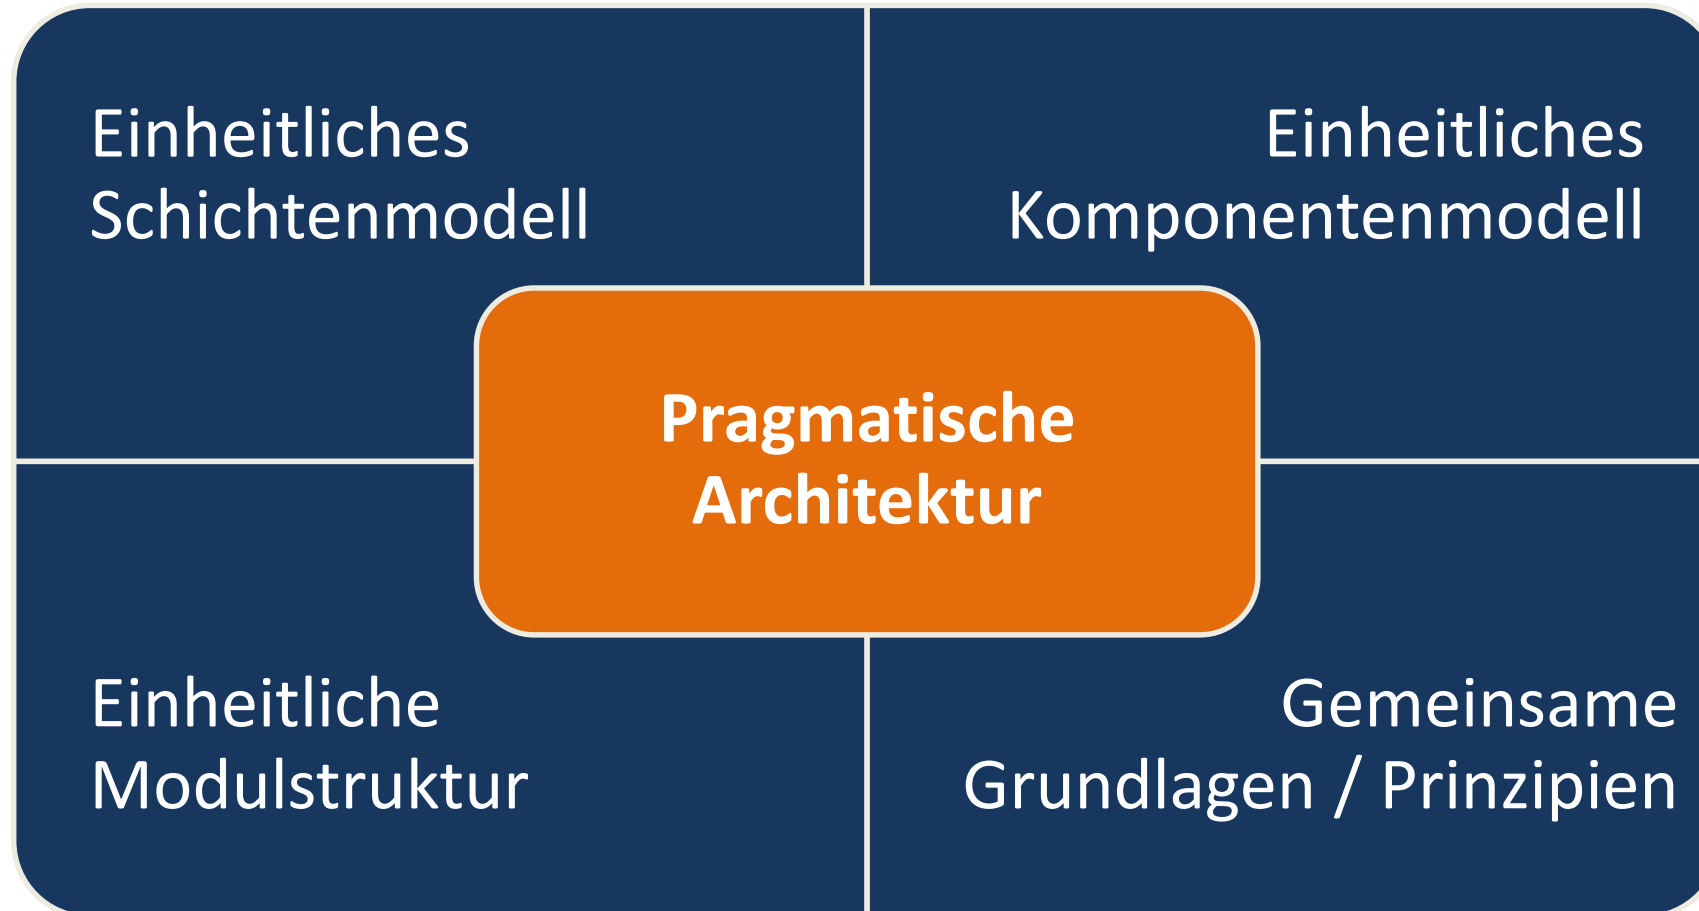 Einheitliches
Schichtenmodell
Einheitliches
Komponentenmodell
Pragmatische
Architektur
Einheitliche
Modulstruktur
Gemeinsame
Grundlagen / Prinzipien